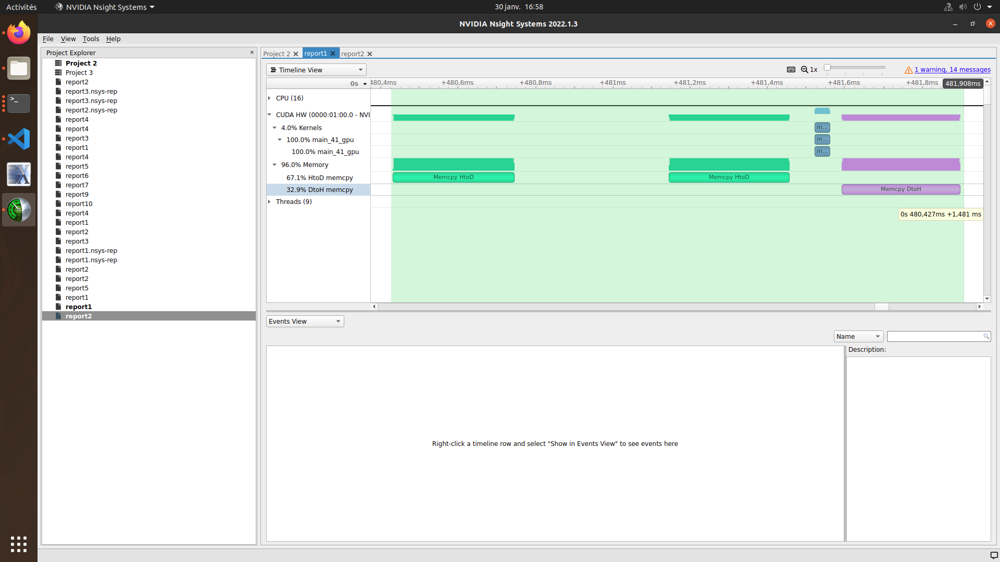 Activités
NVIDIA Nsight Systems
30 janv. 16:58
NVIDIA Nsight Systems 2022.1.3
File View Tools Help
Project Explorer
Project 2
Project 3
report2
report3.nsys-rep
report3.nsys-rep
report2.nsys-rep
report4
report4
report3
report1
report4
report5
report6
report7
report9
report10
report4
report1
report2
report3
report1.nsys-rep
report1.nsys-rep
report2
report2
report5
report1
report1
report2
Project 2 report1 report2
Timeline View
1x
1 warning, 14 messages
0s
480,4ms +480,6ms +480,8ms +481ms +481,2ms +481,4ms +481,6ms +481,8ms 481,908ms
CPU (16)
CUDA HW (0000:01:00.0 - NVI
4.0% Kernels
m...
100.0% main_41_gpu
m...
100.0% main_41_gpu
m...
96.0% Memory
67.1% HtoD memcpy
Memcpy HtoD
Memcpy HtoD
32.9% DtoH memcpy
Memcpy DtoH
Threads (9)
0s 480,427ms +1,481 ms
Events View
Name
Description:
Right-click a timeline row and select "Show in Events View" to see events here